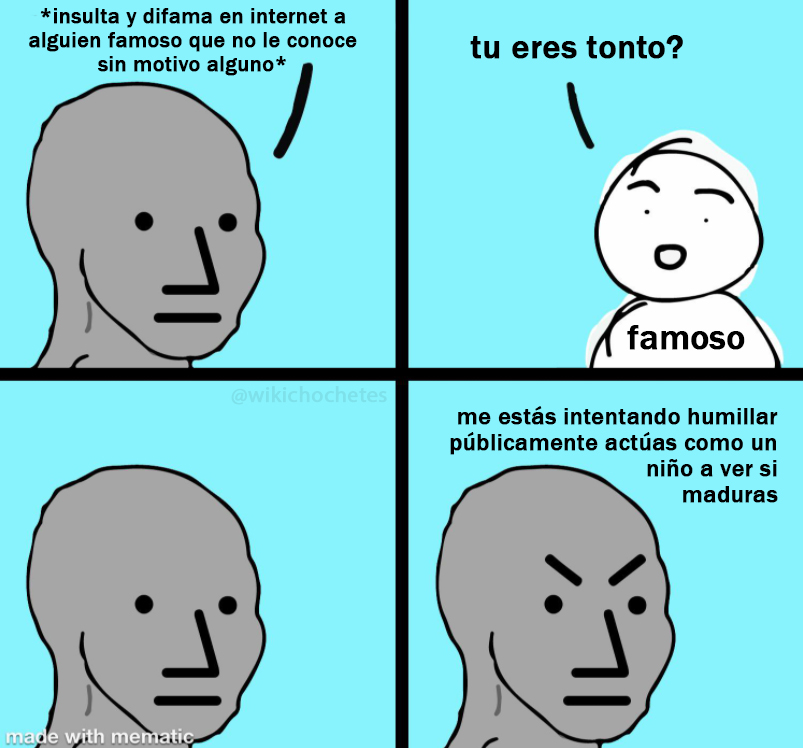 *insulta y difama en internet a
alguien famoso que no le conoce
sin motivo alguno*
tu eres tonto?
famoso
@wikichochetes
me estás intentando humillar
públicamente actúas como un
niño a ver si
maduras
made with mematic